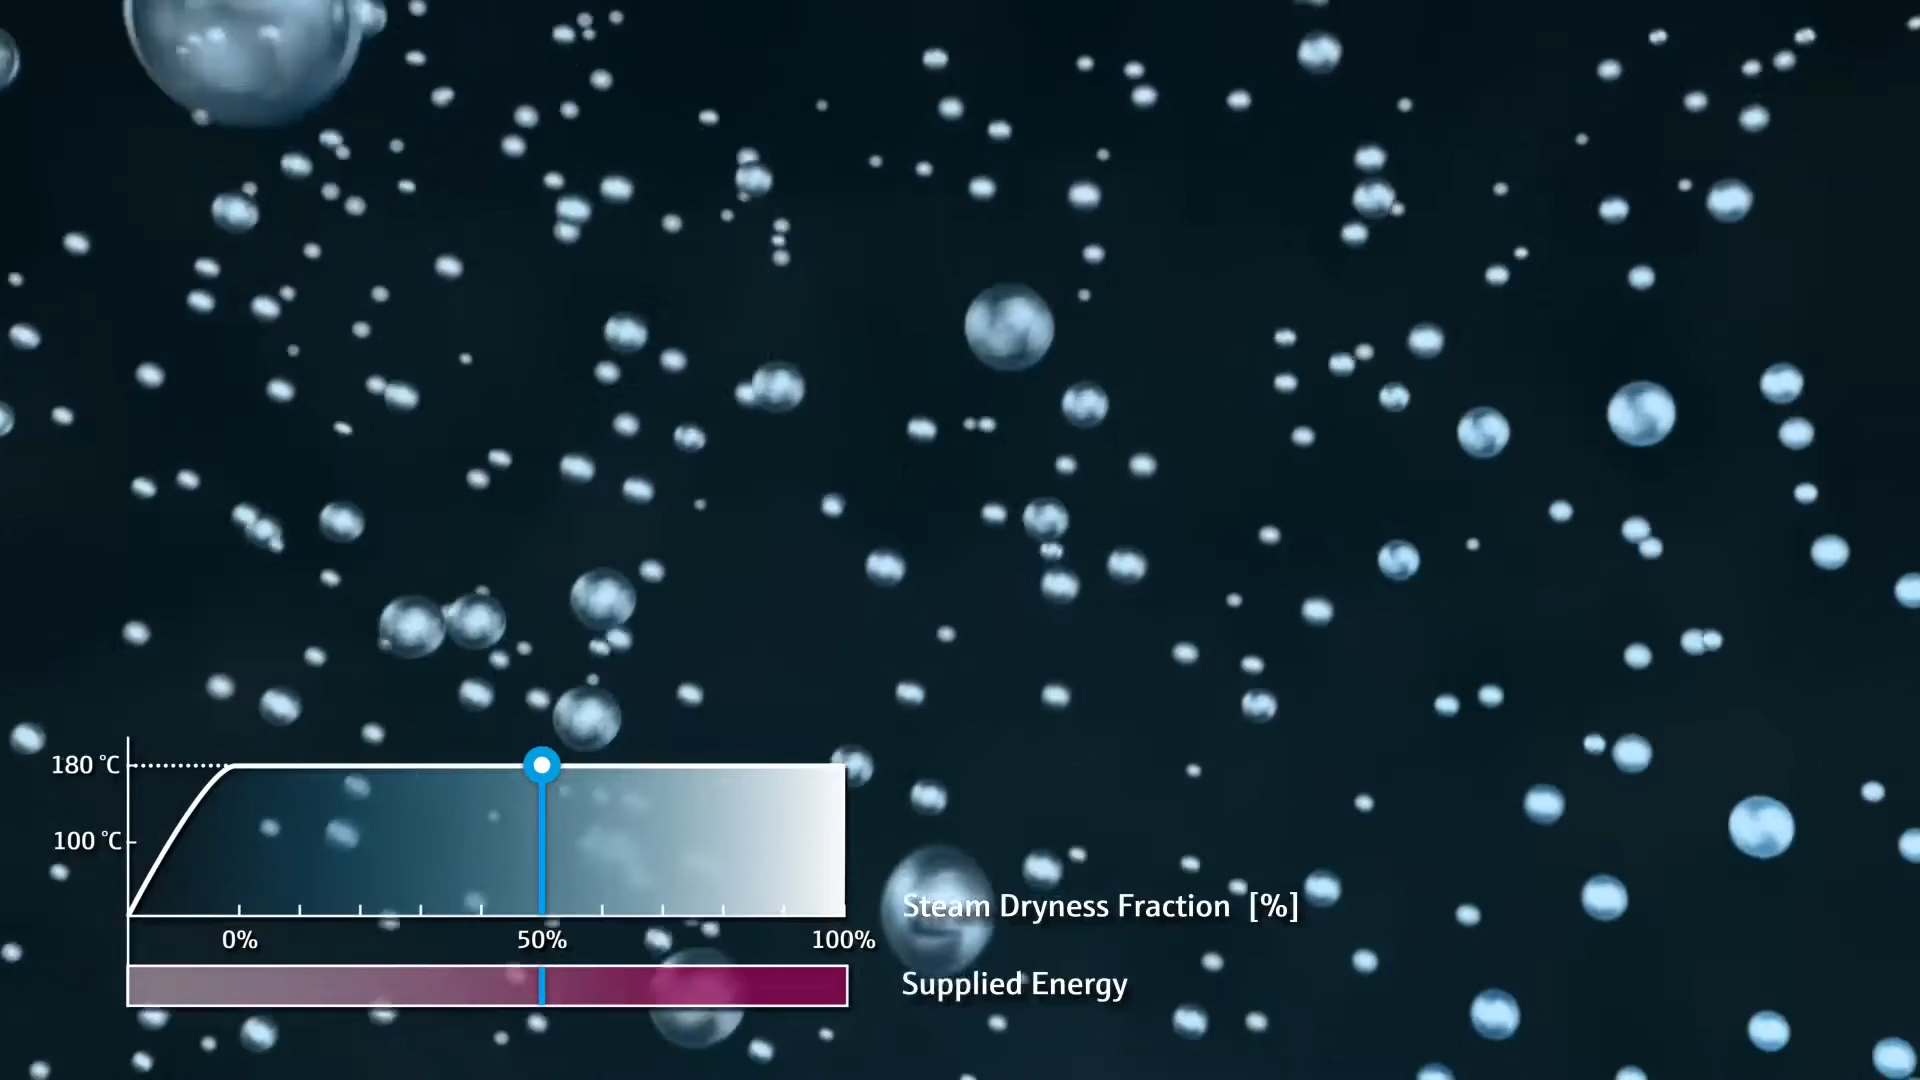 180 °C
100 °C
Steam Dryness Fraction [%]
0% 50% 100%
Supplied Energy